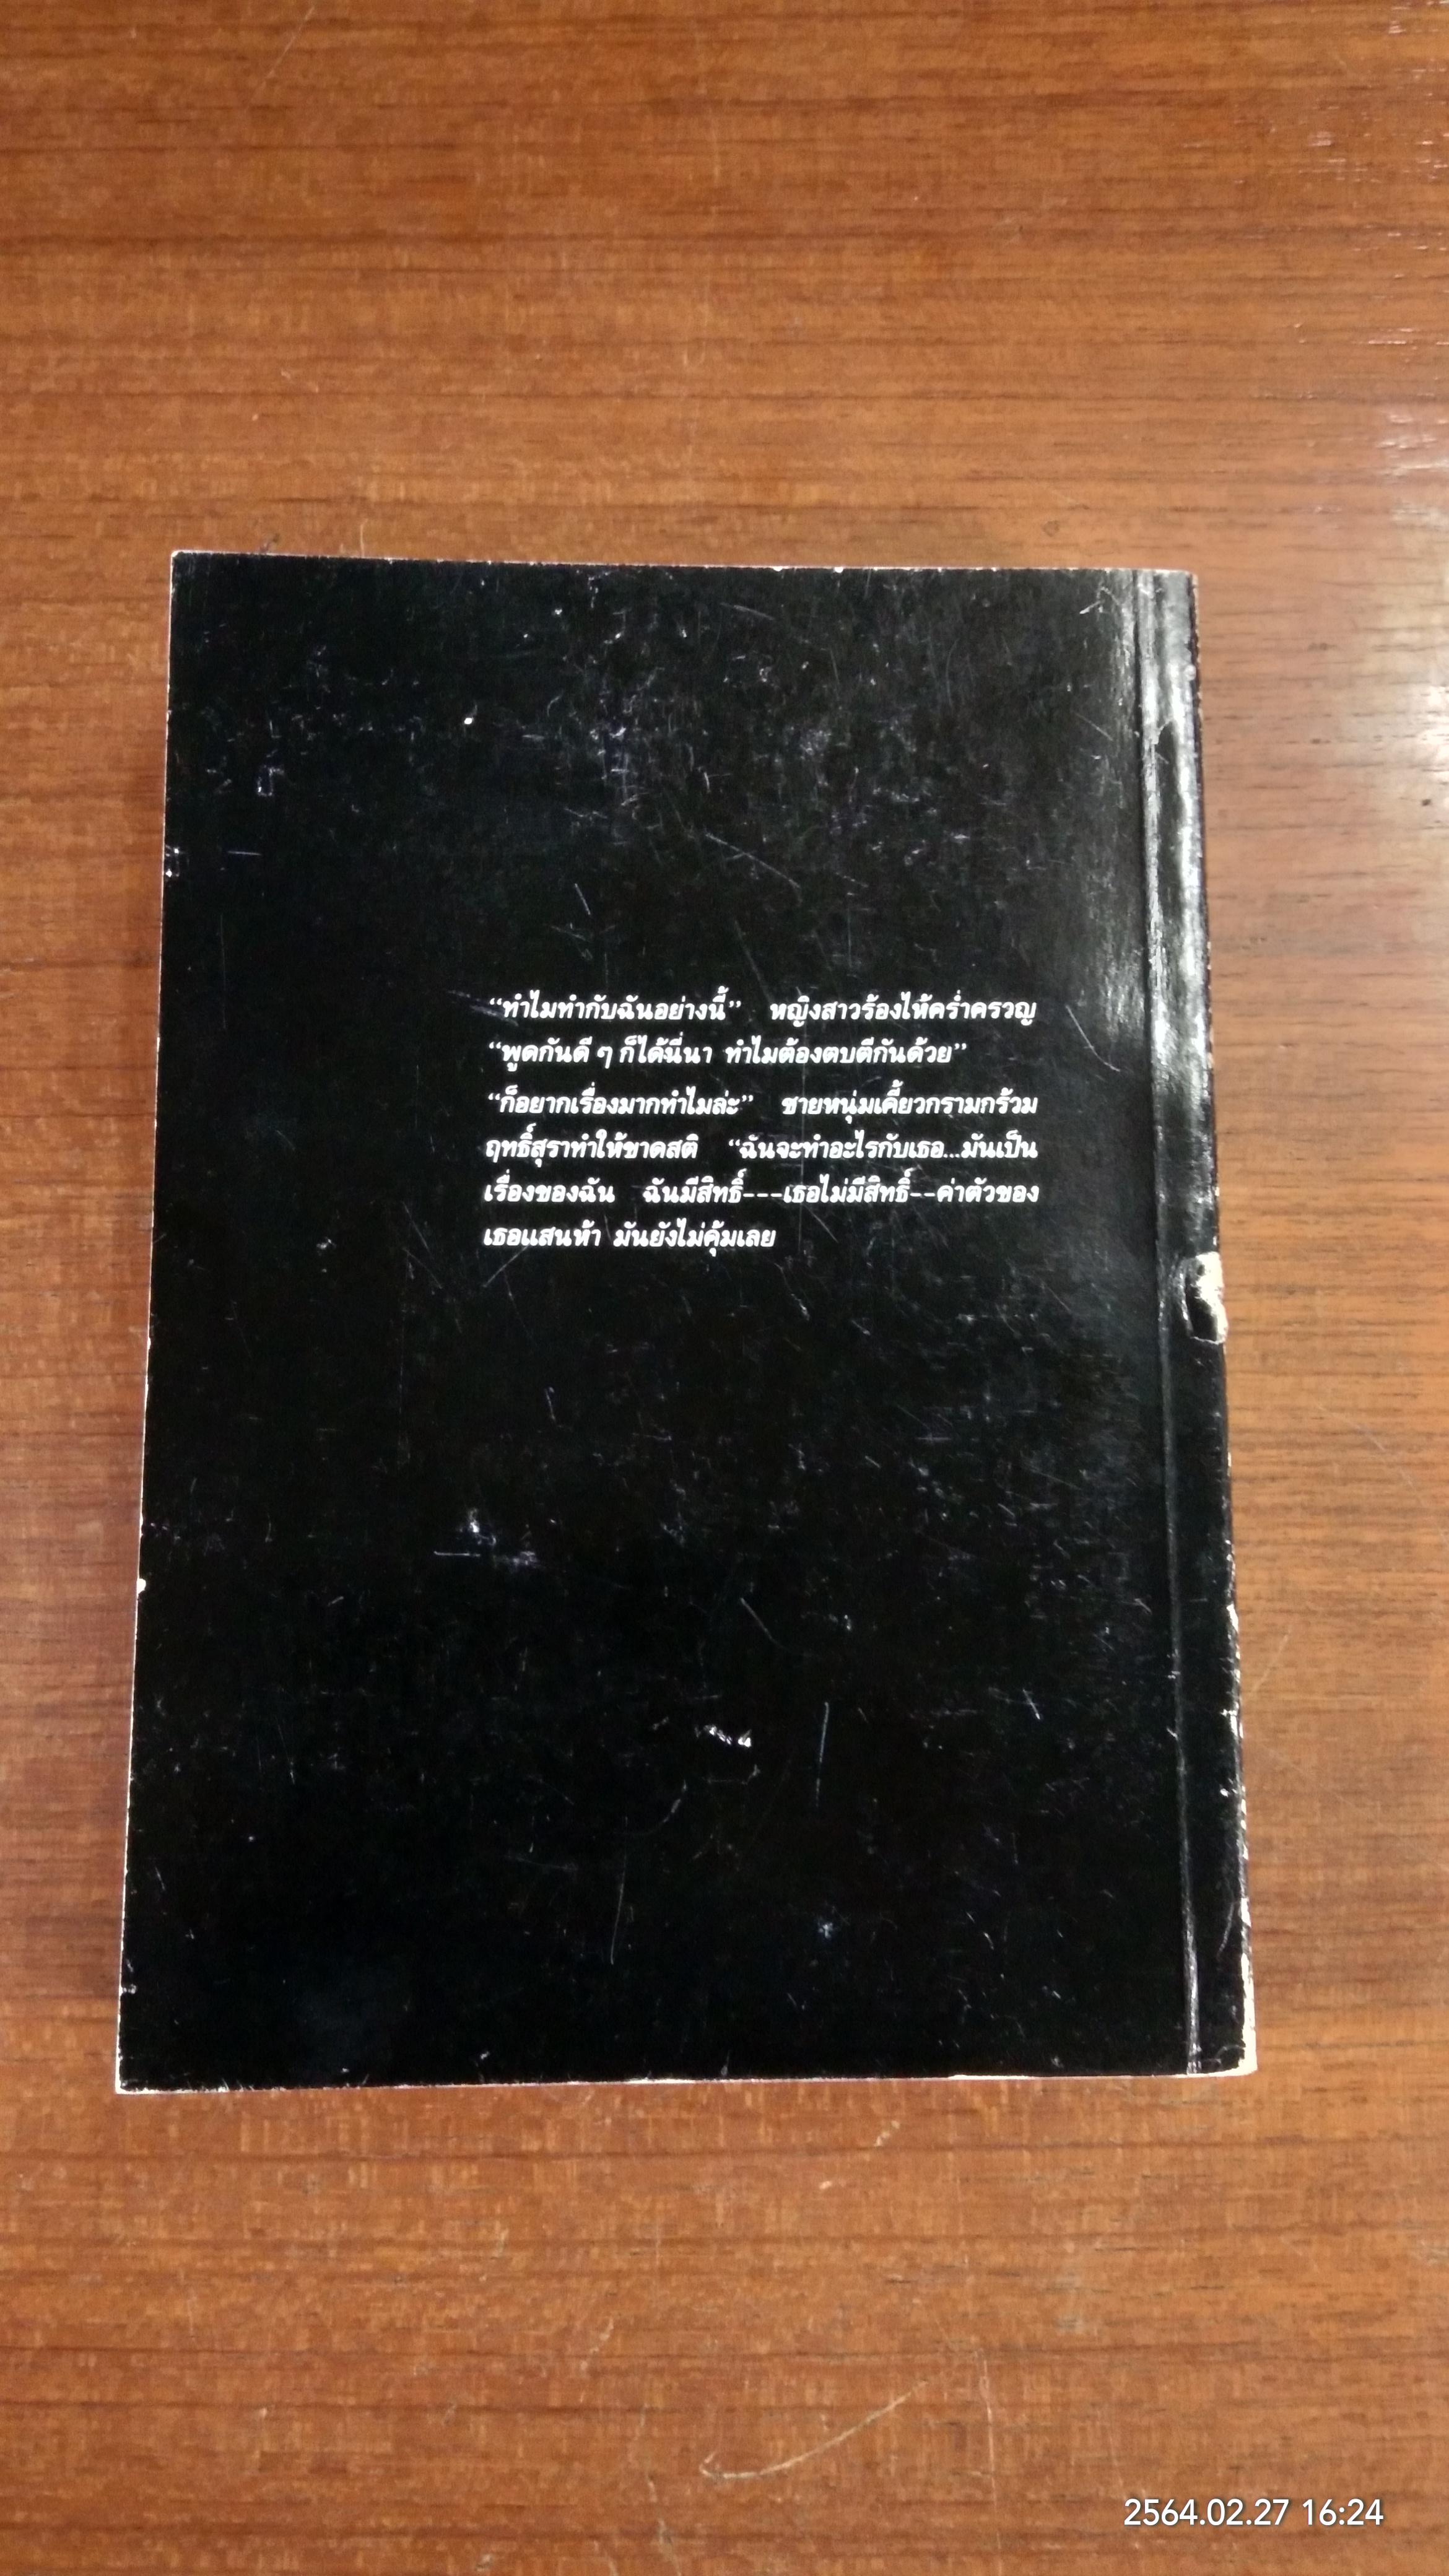 “ทำไมทำกับฉันอย่างนี้” หญิงสาวร้องไห้คร่ำครวญ
“พูดกันดี ๆ ก็ได้นี่นา ทำไมต้องตบตีกันด้วย”
“ก็อยากเรื่องมากทำไมล่ะ” ชายหนุ่มเคี้ยวกรามกร้วม
ฤทธิ์สุราทำให้ขาดสติ “ฉันจะทำอะไรกับเธอ...มันเป็น
เรื่องของฉัน ฉันมีสิทธิ์---เธอไม่มีสิทธิ์--ค่าตัวของ
เธอแสนห้า มันยังไม่คุ้มเลย
2564.02.27 16:24